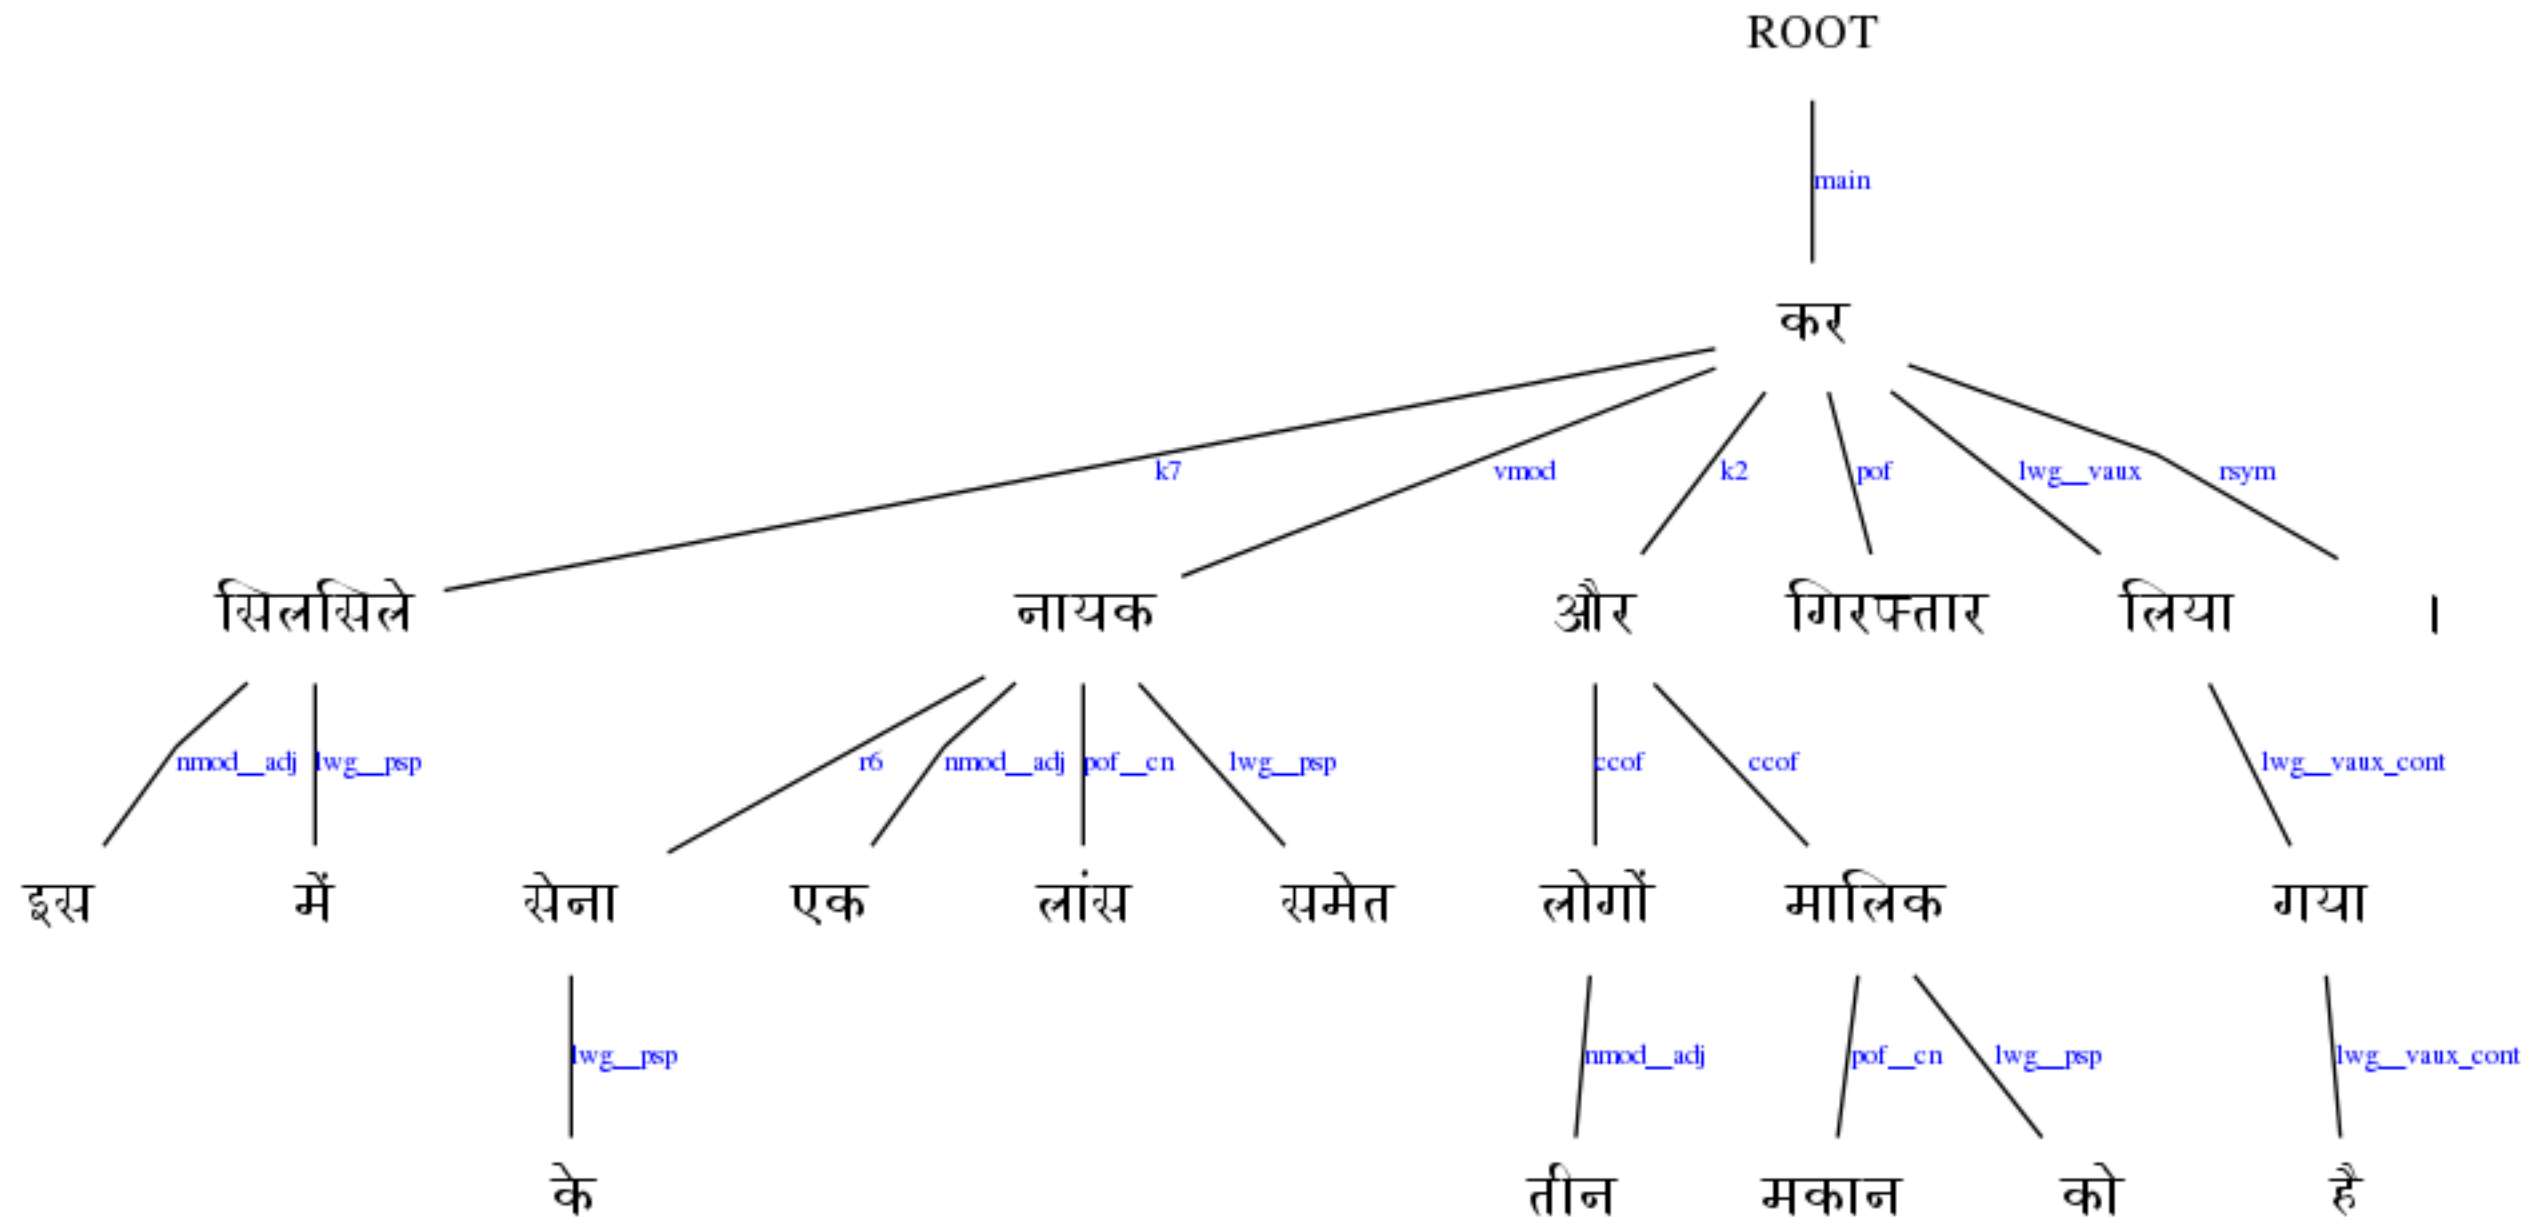 ROOT
main
कर
k7 vmod k2 pof lwg__vaux rsym
सिलसिले नायक और गिरफ्तार लिया ।
nmod__adj lwg__psp r6 nmod__adj pof__cn lwg__psp ccof ccof lwg__vaux_cont
इस में सेना एक लांस समेत लोगों मालिक गया
lwg__psp nmod__adj pof__cn lwg__psp lwg__vaux_cont
के तीन मकान को है